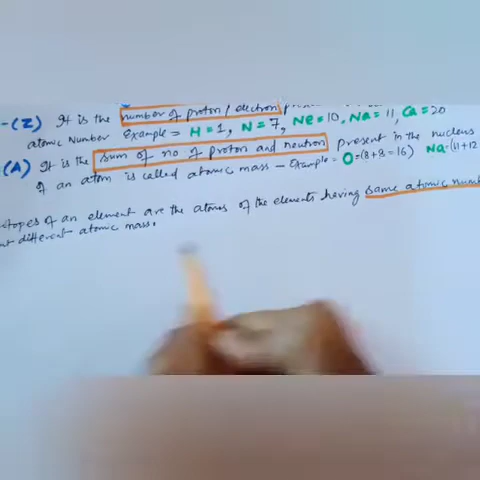 -(Z) It is the number of proton/electron
atomic Number Example = H = 1, N = 7, Ne = 10, Na = 11, Ca = 20
(A) It is the sum of no of proton and neutron present in the nucleus
of an atom is called atomic mass - Example = O = (8+8=16) Na = (11+12
of an element are the atoms of the elements having same atomic
different atomic mass.